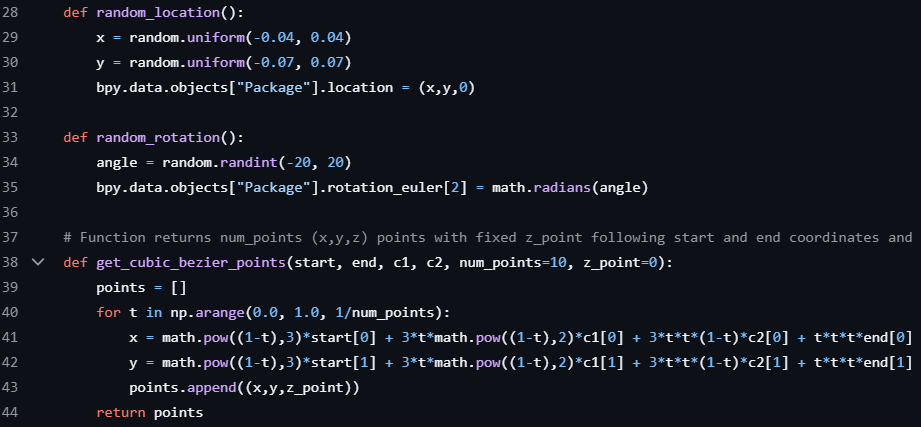 28 def random_location():
29     x = random.uniform(-0.04, 0.04)
30     y = random.uniform(-0.07, 0.07)
31     bpy.data.objects["Package"].location = (x,y,0)
32
33 def random_rotation():
34     angle = random.randint(-20, 20)
35     bpy.data.objects["Package"].rotation_euler[2] = math.radians(angle)
36
37 # Function returns num_points (x,y,z) points with fixed z_point following start and end coordinates and
38 def get_cubic_bezier_points(start, end, c1, c2, num_points=10, z_point=0):
39     points = []
40     for t in np.arange(0.0, 1.0, 1/num_points):
41         x = math.pow((1-t),3)*start[0] + 3*t*math.pow((1-t),2)*c1[0] + 3*t*t*(1-t)*c2[0] + t*t*t*end[0]
42         y = math.pow((1-t),3)*start[1] + 3*t*math.pow((1-t),2)*c1[1] + 3*t*t*(1-t)*c2[1] + t*t*t*end[1]
43         points.append((x,y,z_point))
44     return points